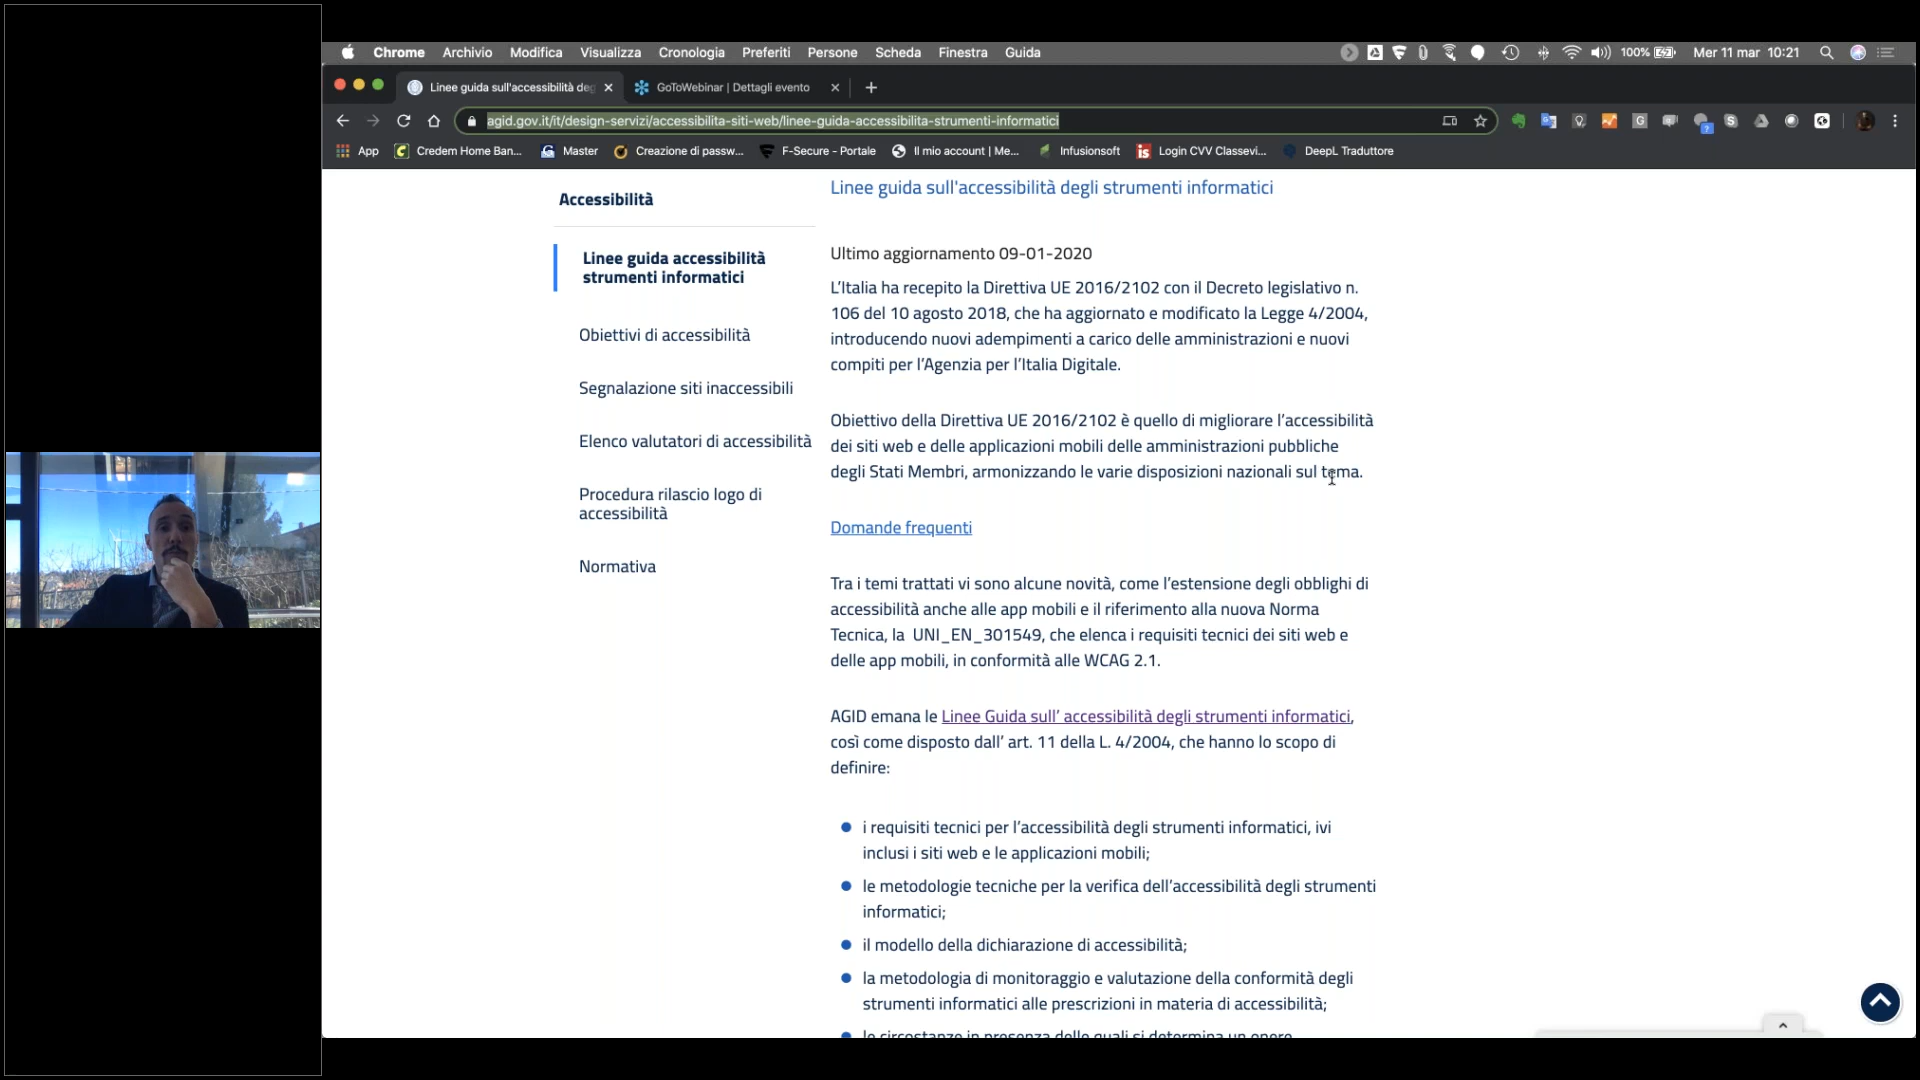 Chrome Archivio Modifica Visualizza Cronologia Preferiti Persone Scheda Finestra Guida 100% Mer 11 mar 10:21
Linee guida sull'accessibilità deg GoToWebinar | Dettagli evento
agid.gov.it/it/design-servizi/accessibilita-siti-web/linee-guida-accessibilita-strumenti-informatici
App Credem Home Ban... Master Creazione di passw... F-Secure - Portale Il mio account | Me... Infusionsoft Login CVV Classevi... DeepL Traduttore
Accessibilità
Linee guida accessibilità
strumenti informatici
Obiettivi di accessibilità
Segnalazione siti inaccessibili
Elenco valutatori di accessibilità
Procedura rilascio logo di
accessibilità
Normativa
Linee guida sull'accessibilità degli strumenti informatici
Ultimo aggiornamento 09-01-2020
L'Italia ha recepito la Direttiva UE 2016/2102 con il Decreto legislativo n.
106 del 10 agosto 2018, che ha aggiornato e modificato la Legge 4/2004,
introducendo nuovi adempimenti a carico delle amministrazioni e nuovi
compiti per l'Agenzia per l'Italia Digitale.
Obiettivo della Direttiva UE 2016/2102 è quello di migliorare l'accessibilità
dei siti web e delle applicazioni mobili delle amministrazioni pubbliche
degli Stati Membri, armonizzando le varie disposizioni nazionali sul tema.
Domande frequenti
Tra i temi trattati vi sono alcune novità, come l'estensione degli obblighi di
accessibilità anche alle app mobili e il riferimento alla nuova Norma
Tecnica, la UNI_EN_301549, che elenca i requisiti tecnici dei siti web e
delle app mobili, in conformità alle WCAG 2.1.
AGID emana le Linee Guida sull' accessibilità degli strumenti informatici,
così come disposto dall' art. 11 della L. 4/2004, che hanno lo scopo di
definire:
i requisiti tecnici per l'accessibilità degli strumenti informatici, ivi
inclusi i siti web e le applicazioni mobili;
le metodologie tecniche per la verifica dell'accessibilità degli strumenti
informatici;
il modello della dichiarazione di accessibilità;
la metodologia di monitoraggio e valutazione della conformità degli
strumenti informatici alle prescrizioni in materia di accessibilità;
le circostanze in presenza delle quali si determina un onere